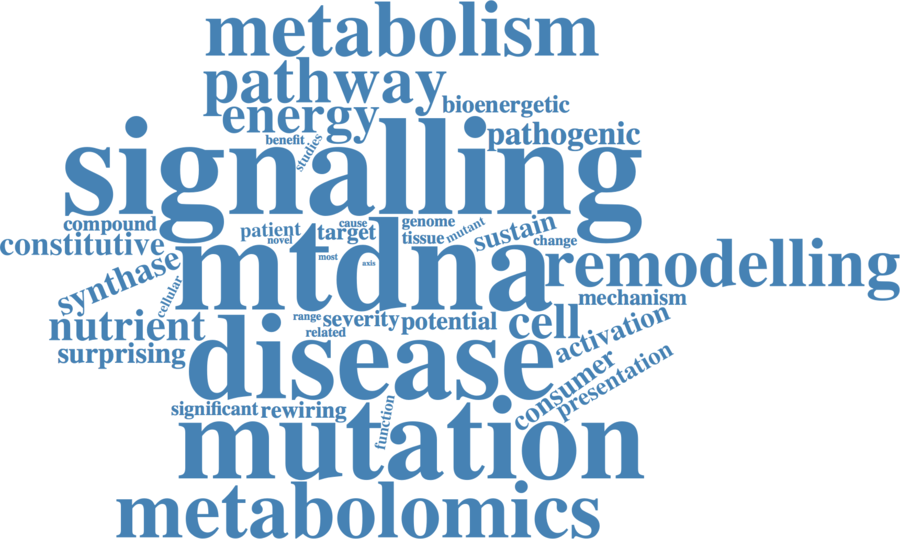 metabolism
pathway
bioenergetic
energy
pathogenic
benefit
studies
signalling
compound
patient
cause
genome
mutant
sustain
constitutive
novel
target
tissue
change
mtdna
most
axis
remodelling
synthase
cellular
mechanism
nutrient
range
severity
potential
cell
activation
related
surprising
disease
consumer
presentation
significant
rewiring
function
mutation
metabolomics